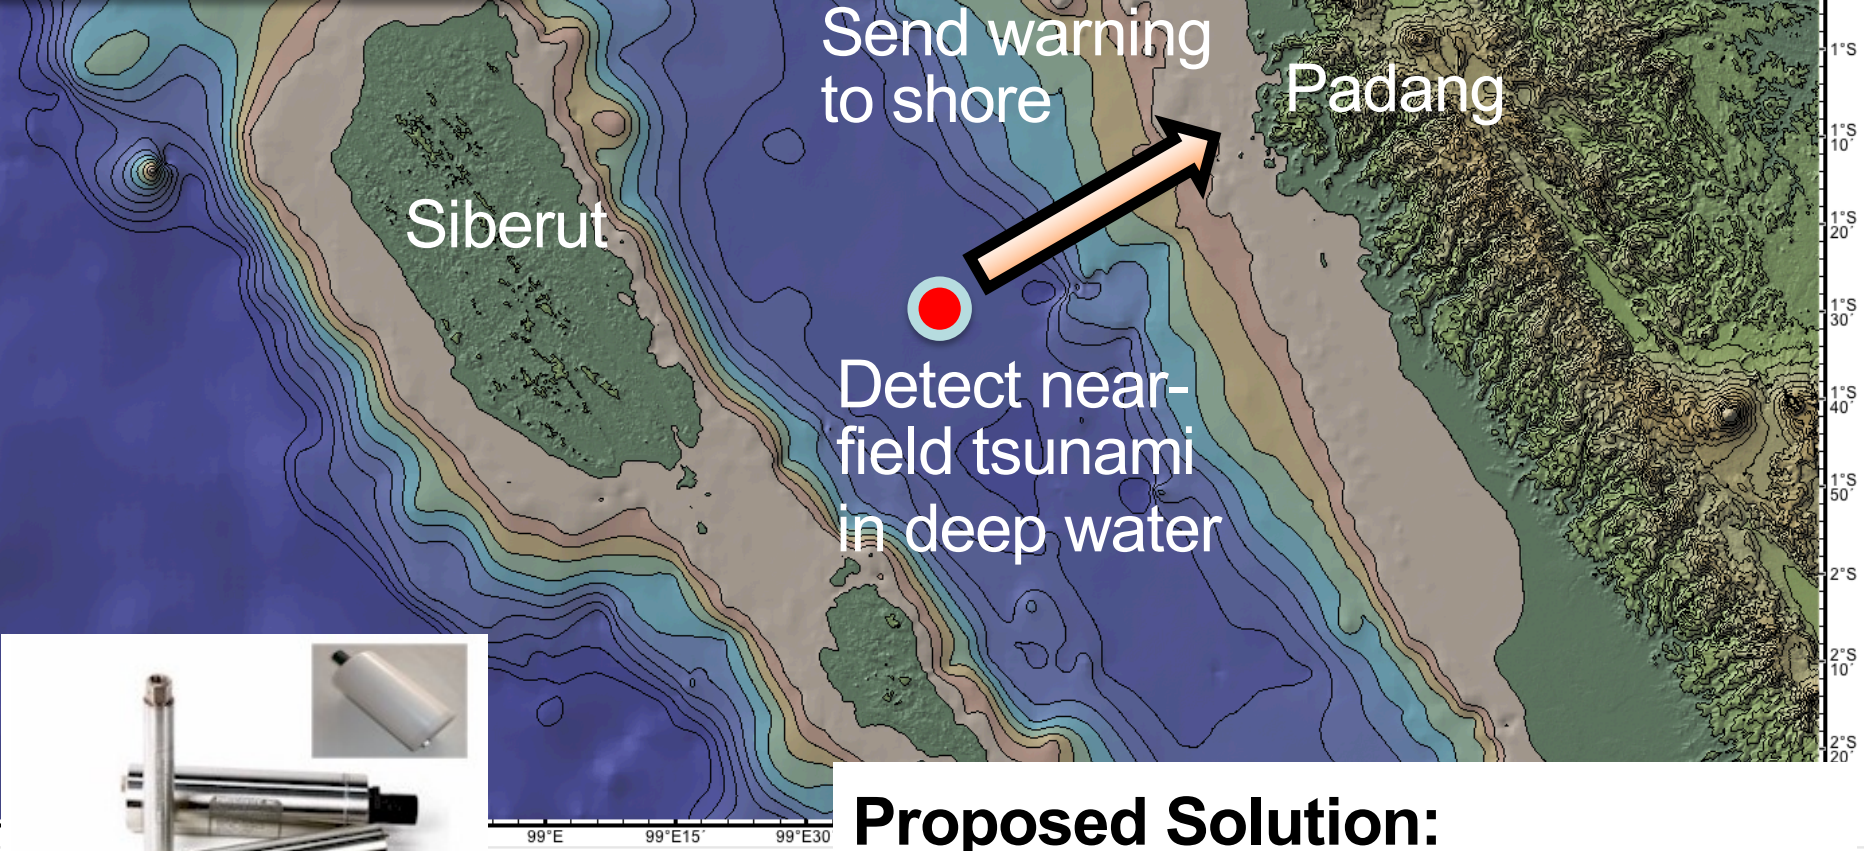 Send warning
to shore
Padang
Siberut
Detect near-
field tsunami
in deep water
1°S
1°S
10´
1°S
20´
1°S
30´
1°S
40´
1°S
50´
2°S
2°S
10´
2°S
20´
99°E
99°E15´
99°E30
Proposed Solution: